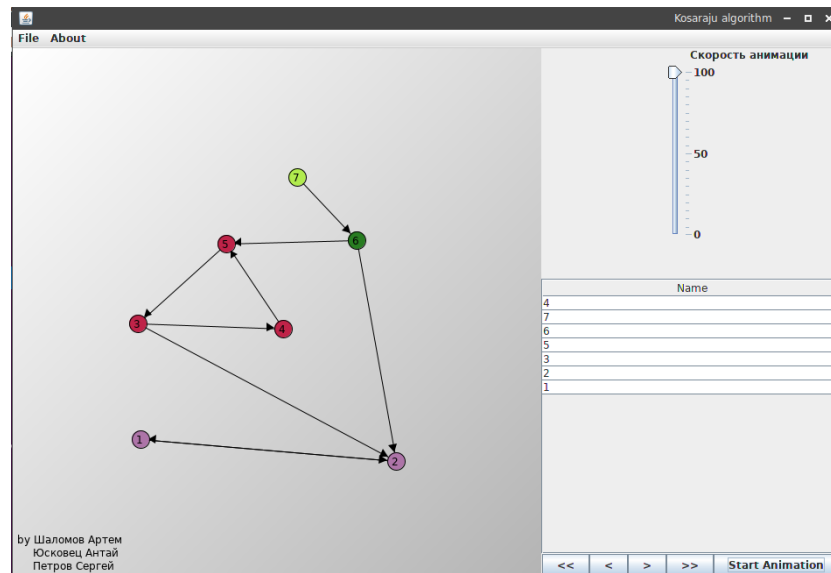 Kosaraju algorithm
File About
Скорость анимации
100
50
0
7
6
5
3
4
1
2
Name
4
7
6
5
3
2
1
by Шаломов Артем
Юсковец Антай
Петров Сергей
<< < > >> Start Animation